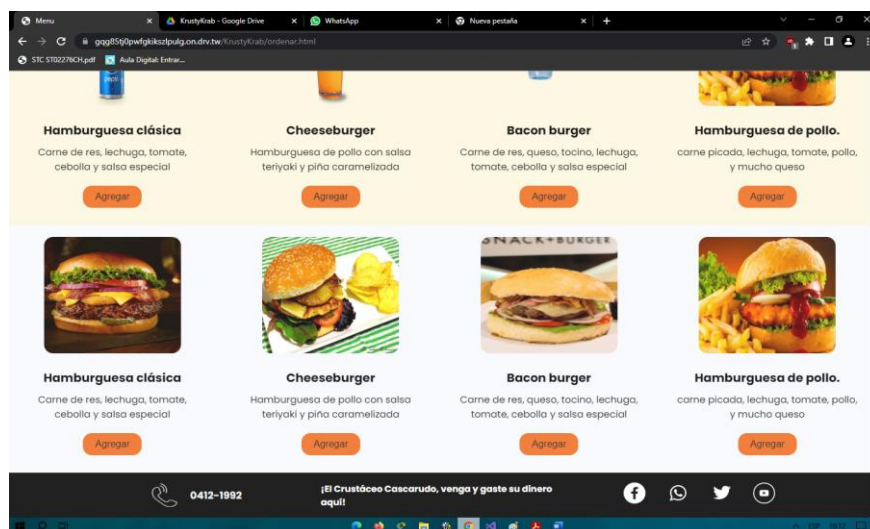 Menu
KrustyKrab - Google Drive
WhatsApp
Nueva pestaña
gqg85tj0pwfgkikszlpulg.on.drv.tw/KrustyKrab/ordenar.html
STC ST02276CH.pdf
Aula Digital: Entrar...
pepsi
Hamburguesa clásica
Cheeseburger
Bacon burger
Hamburguesa de pollo.
Carne de res, lechuga, tomate,
cebolla y salsa especial
Hamburguesa de pollo con salsa
teriyaki y piña caramelizada
Carne de res, queso, tocino, lechuga,
tomate, cebolla y salsa especial
carne picada, lechuga, tomate, pollo,
y mucho queso
Agregar
Agregar
Agregar
Agregar
SNACK+BURGER
Hamburguesa clásica
Cheeseburger
Bacon burger
Hamburguesa de pollo.
Carne de res, lechuga, tomate,
cebolla y salsa especial
Hamburguesa de pollo con salsa
teriyaki y piña caramelizada
Carne de res, queso, tocino, lechuga,
tomate, cebolla y salsa especial
carne picada, lechuga, tomate, pollo,
y mucho queso
Agregar
Agregar
Agregar
Agregar
0412-1992
¡El Crustáceo Cascarudo, venga y gaste su dinero
aquí!